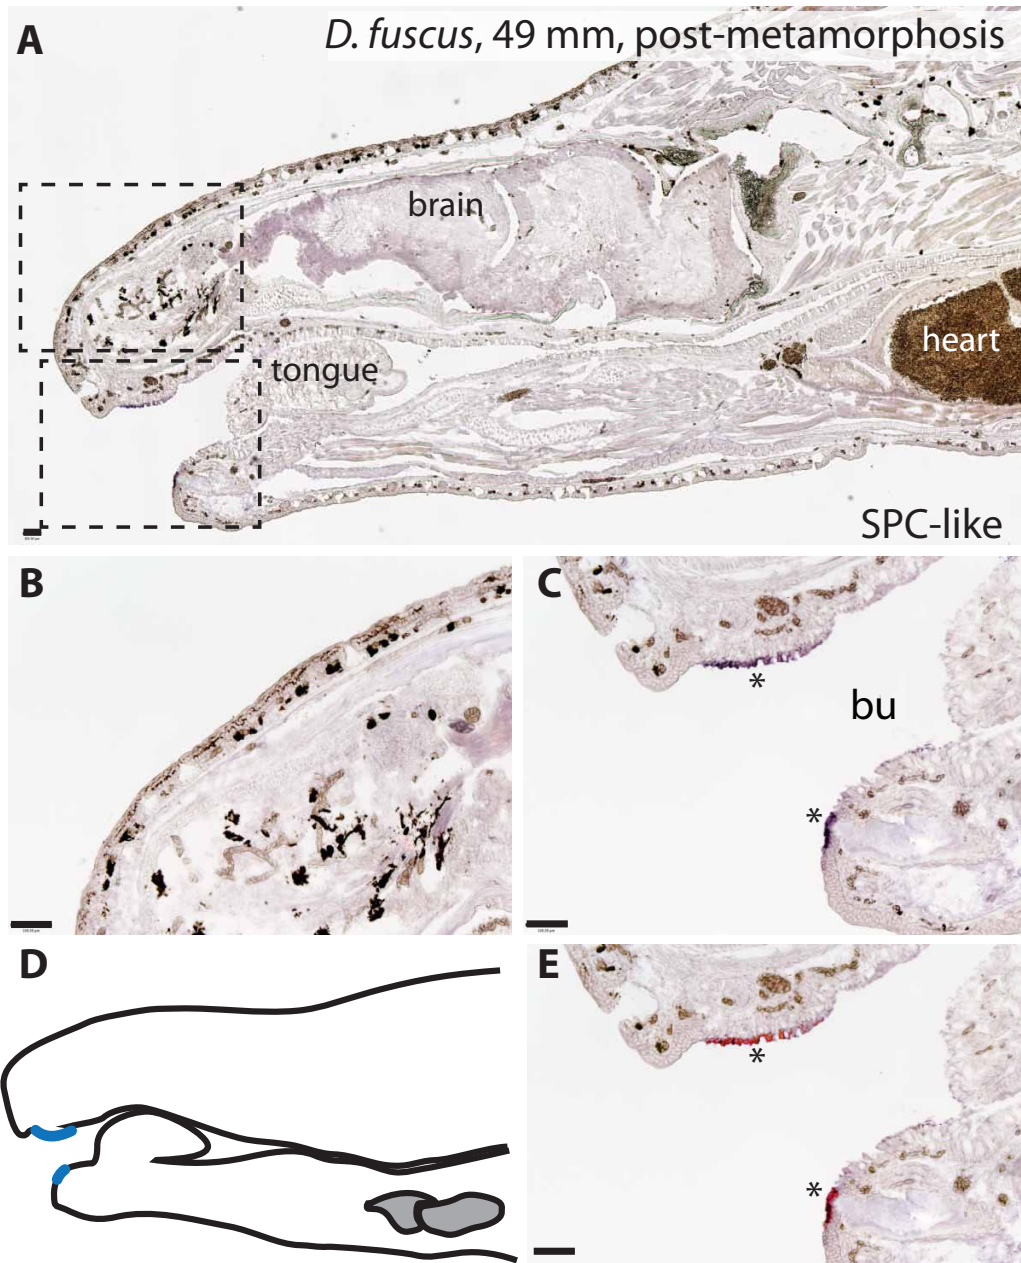 A
D. fuscus, 49 mm, post-metamorphosis
brain
tongue
heart
SPC-like
B
C
*
bu
*
D
E
*
*